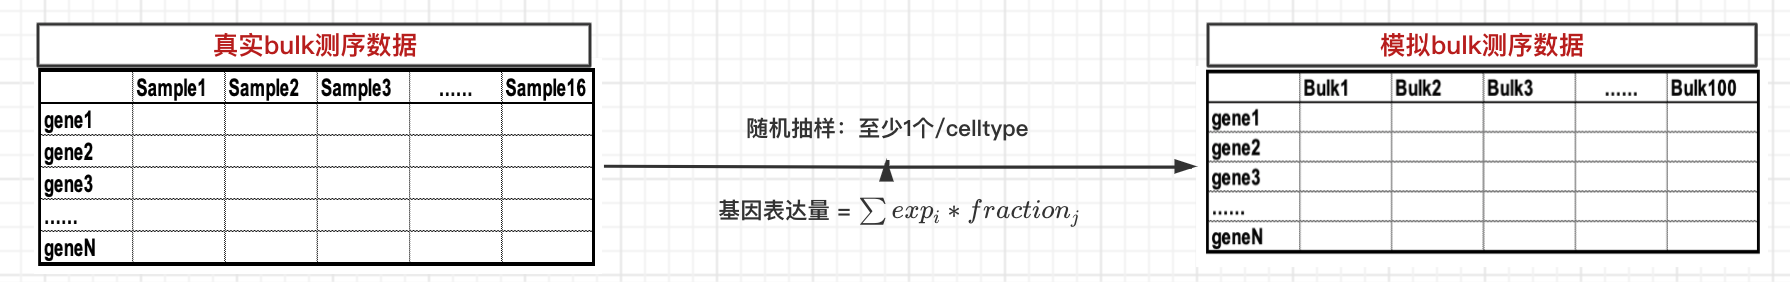 真实bulk测序数据
Sample1 Sample2 Sample3 ...... Sample16
gene1
gene2
gene3
......
geneN
随机抽样：至少1个/celltype
基因表达量 = ∑ exp_i * fraction_j
模拟bulk测序数据
Bulk1 Bulk2 Bulk3 ...... Bulk100
gene1
gene2
gene3
......
geneN